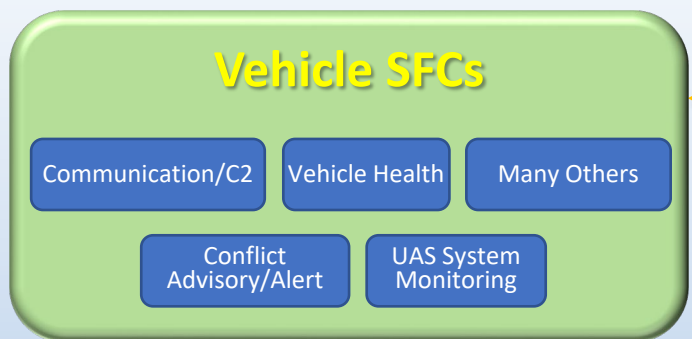 Vehicle SFCs
Communication/C2
Vehicle Health
Many Others
Conflict
Advisory/Alert
UAS System
Monitoring